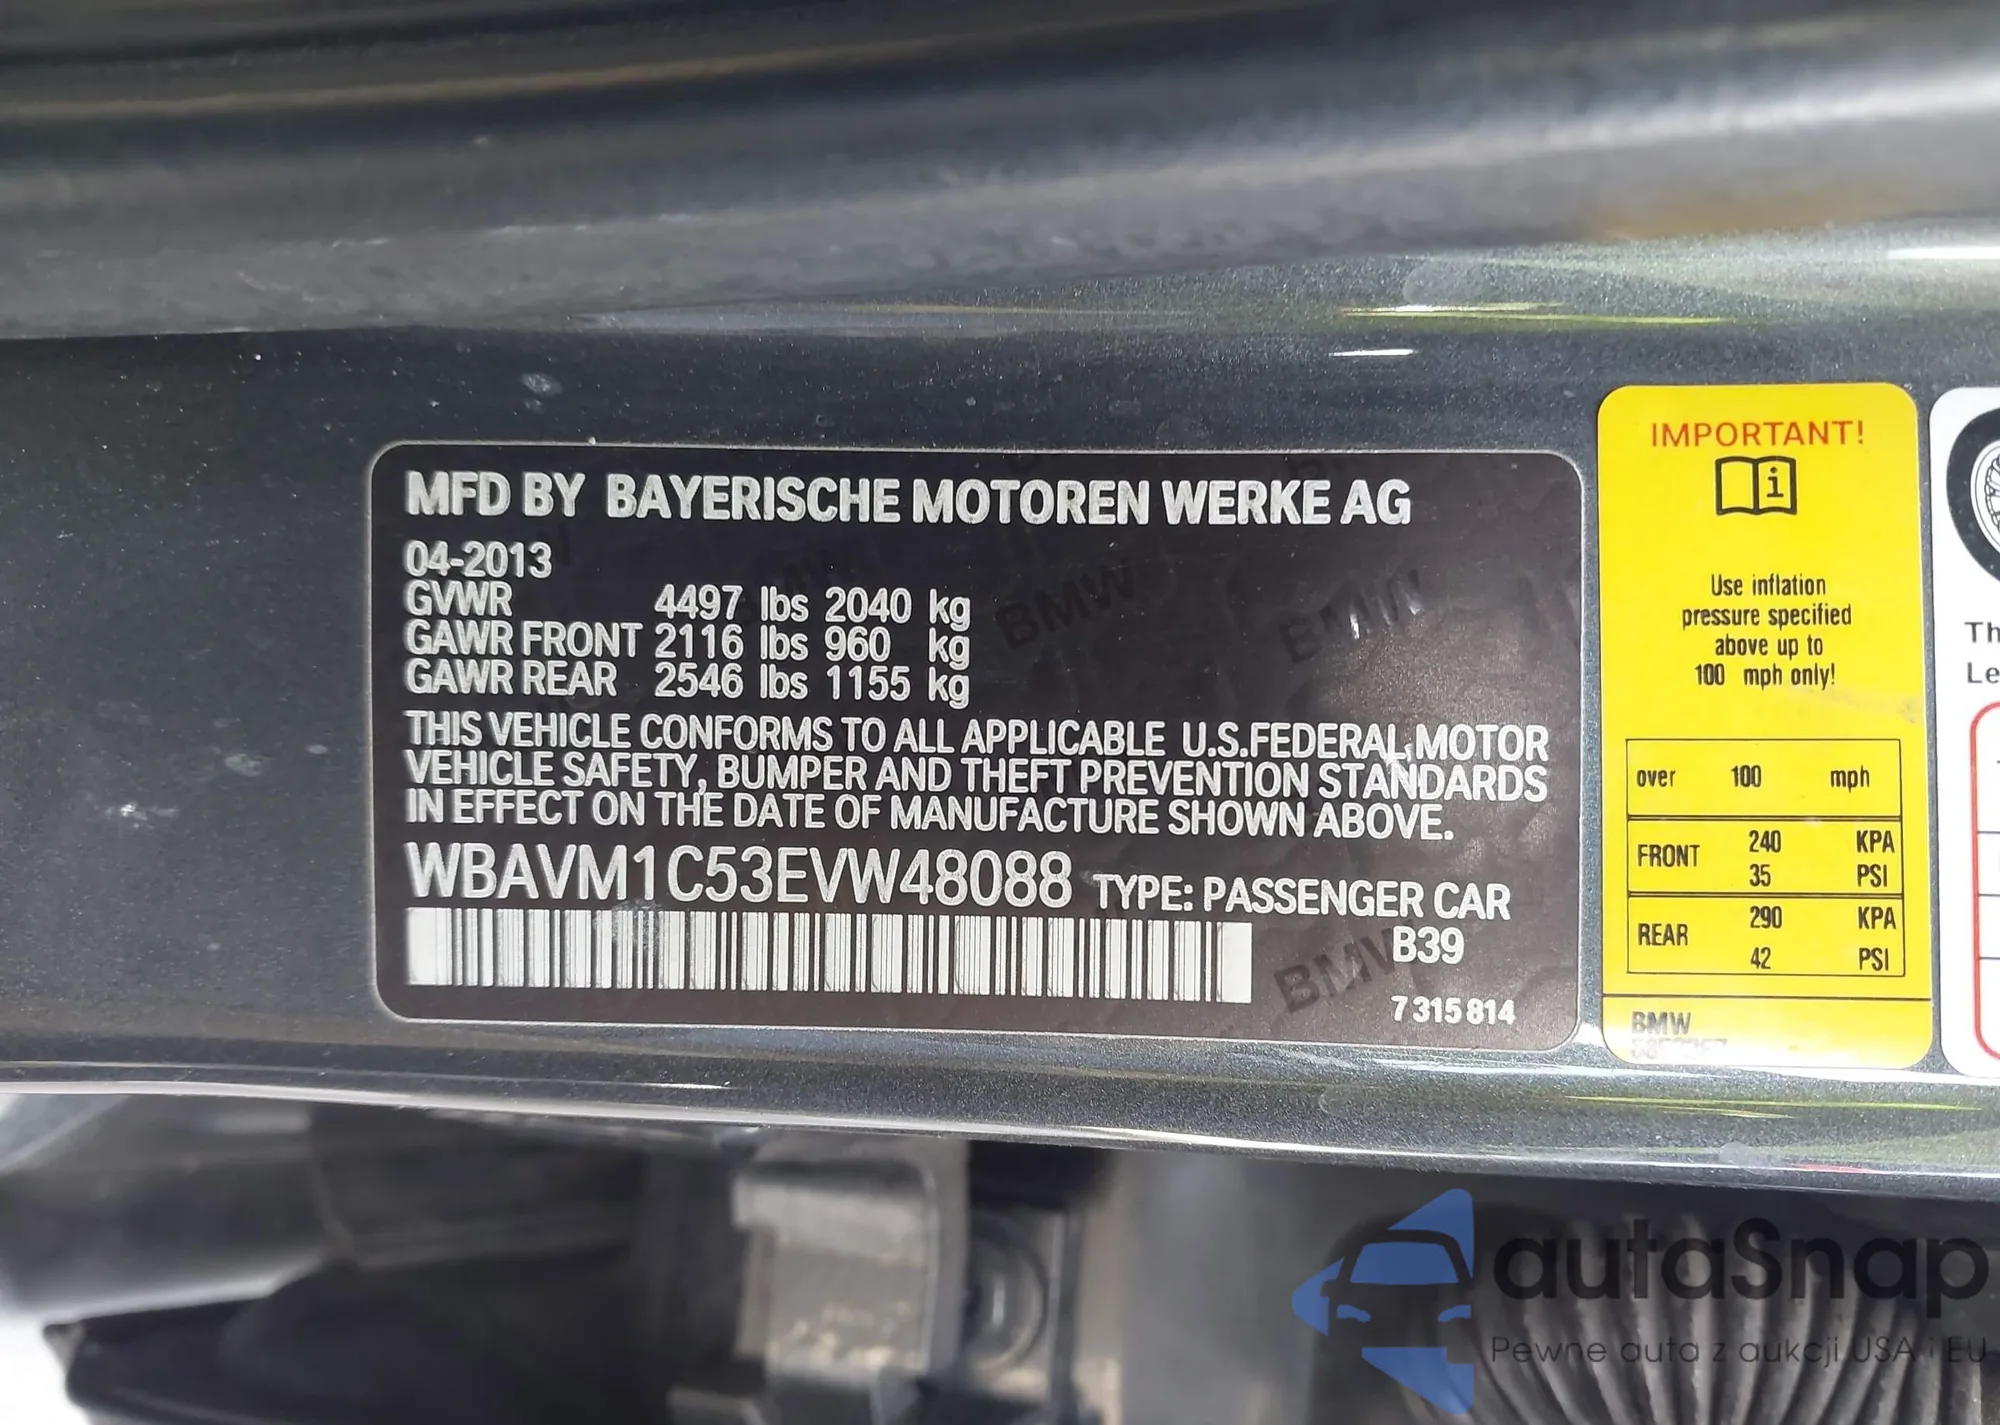 MFD BY BAYERISCHE MOTOREN WERKE AG
04-2013
GVWR 4497 lbs 2040 kg
GAWR FRONT 2116 lbs 960 kg
GAWR REAR 2546 lbs 1155 kg
THIS VEHICLE CONFORMS TO ALL APPLICABLE U.S.FEDERAL MOTOR
VEHICLE SAFETY, BUMPER AND THEFT PREVENTION STANDARDS
IN EFFECT ON THE DATE OF MANUFACTURE SHOWN ABOVE.
WBAVM1C53EVW48088 TYPE: PASSENGER CAR
B39
7 315 814
IMPORTANT!
Use inflation
pressure specified
above up to
100 mph only!
over 100 mph
FRONT 240 KPA
35 PSI
REAR 290 KPA
42 PSI
BMW
Th
Le
autaSnap
Pewne auta z aukcji USA i EU